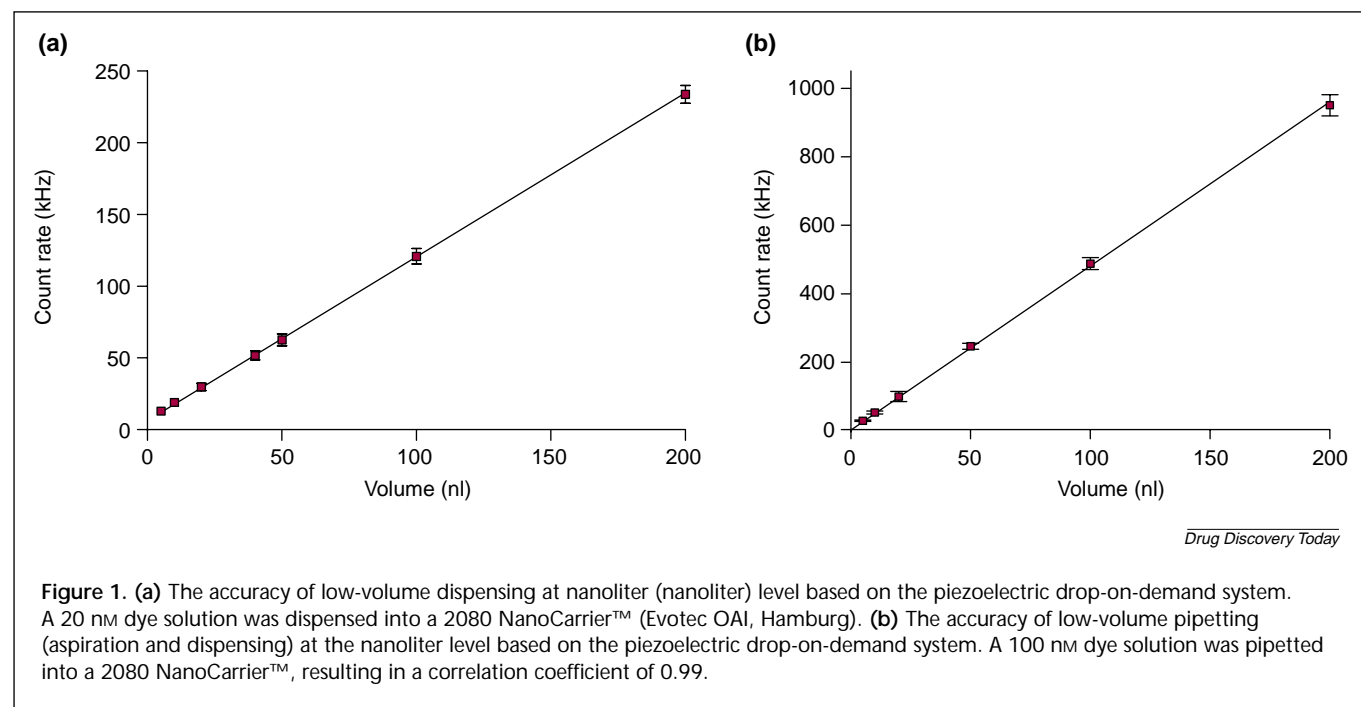 (a)
250
200
150
100
50
0
Count rate (kHz)
0 50 100 150 200
Volume (nl)
(b)
1000
800
600
400
200
0
Count rate (kHz)
0 50 100 150 200
Volume (nl)
Drug Discovery Today
Figure 1. (a) The accuracy of low-volume dispensing at nanoliter (nanoliter) level based on the piezoelectric drop-on-demand system.
A 20 nM dye solution was dispensed into a 2080 NanoCarrier™ (Evotec OAI, Hamburg). (b) The accuracy of low-volume pipetting
(aspiration and dispensing) at the nanoliter level based on the piezoelectric drop-on-demand system. A 100 nM dye solution was pipetted
into a 2080 NanoCarrier™, resulting in a correlation coefficient of 0.99.